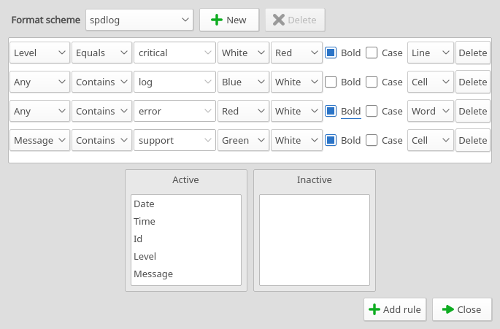 Format scheme spdlog New Delete
Level Equals critical White Red Bold Case Line Delete
Any Contains log Blue White Bold Case Cell Delete
Any Contains error Red White Bold Case Word Delete
Message Contains support Green White Bold Case Cell Delete
Active Inactive
Date
Time
Id
Level
Message
Add rule Close